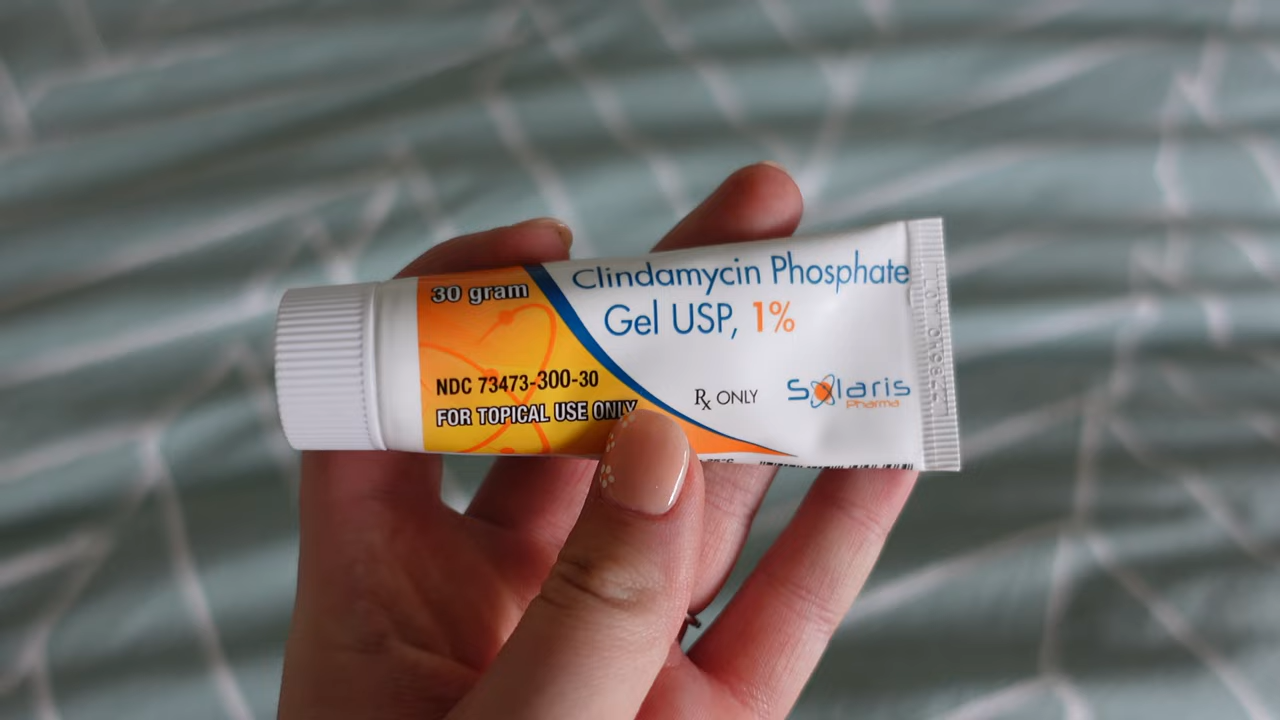 30 gram
NDC 73473-300-30
FOR TOPICAL USE ONLY
Clindamycin Phosphate
Gel USP, 1%
Rx ONLY
Solaris
Pharma